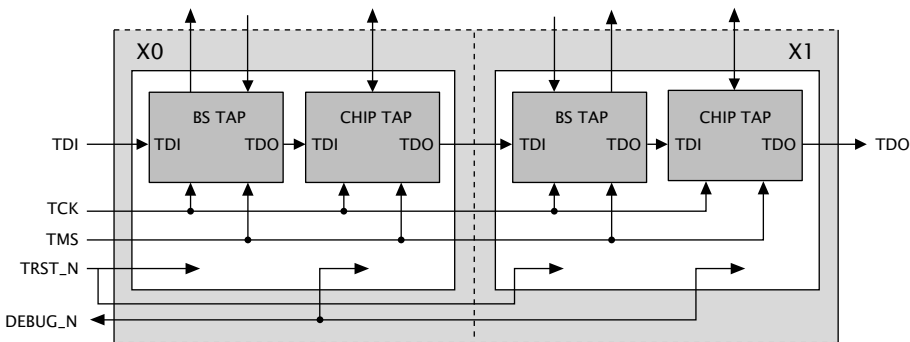 X0 X1
BS TAP CHIP TAP BS TAP CHIP TAP
TDI TDI TDO TDI TDO TDI TDO TDI TDO TDO
TCK
TMS
TRST_N
DEBUG_N